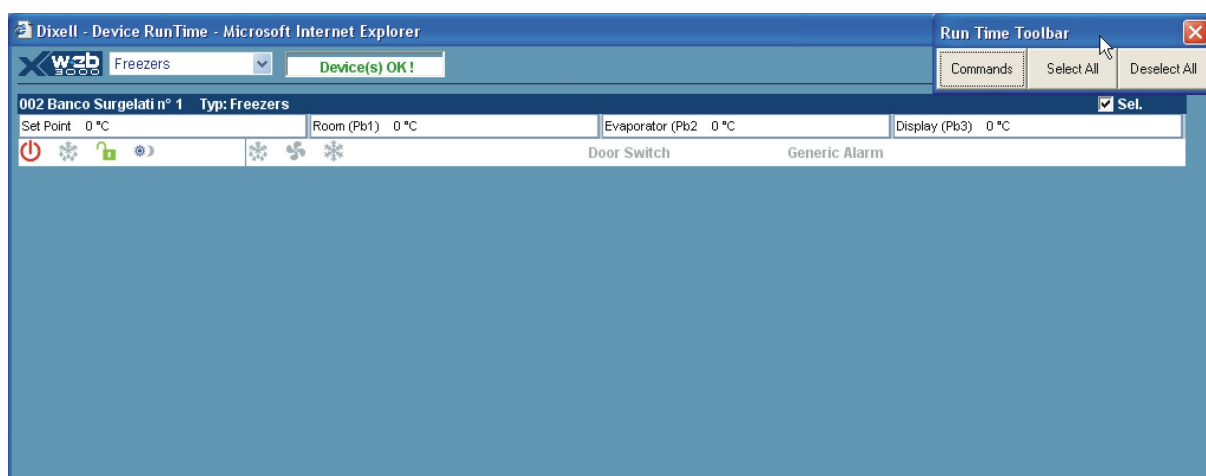 Dixell - Device RunTime - Microsoft Internet Explorer
Run Time Toolbar
Xweb 3000
Freezers
Device(s) OK!
Commands
Select All
Deselect All
002 Banco Surgelati n° 1 Typ: Freezers
Sel.
Set Point 0 °C
Room (Pb1) 0 °C
Evaporator (Pb2 0 °C
Display (Pb3) 0 °C
Door Switch
Generic Alarm